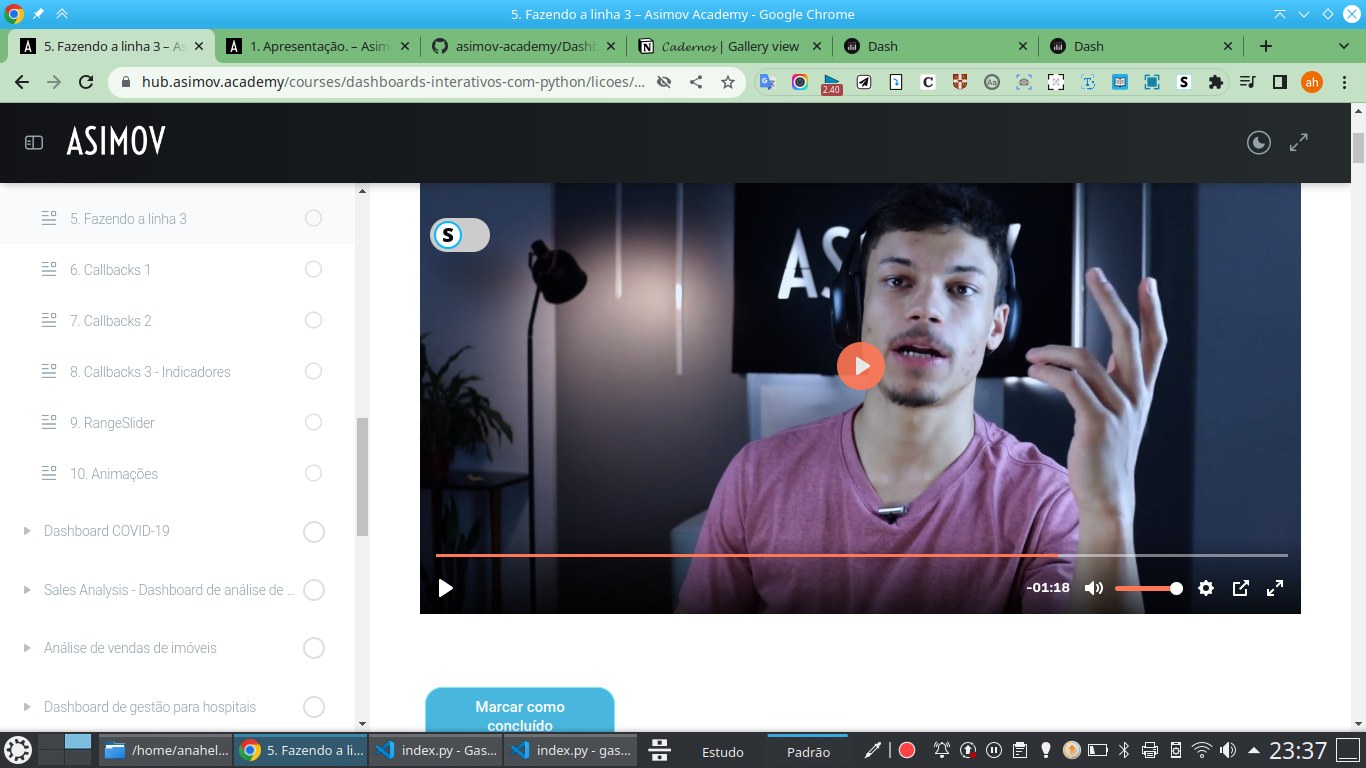 5. Fazendo a linha 3 – Asimov Academy - Google Chrome
5. Fazendo a linha 3 – As
1. Apresentação. – Asim
asimov-academy/Dashb
𝓒𝓪𝓭𝓮𝓻𝓷𝓸𝓼 | Gallery view
Dash
Dash
hub.asimov.academy/courses/dashboards-interativos-com-python/licoes/...
2.40
C
Aa
S
ah
ASIMOV
5. Fazendo a linha 3
6. Callbacks 1
7. Callbacks 2
8. Callbacks 3 - Indicadores
9. RangeSlider
10. Animações
Dashboard COVID-19
Sales Analysis - Dashboard de análise de ...
Análise de vendas de imóveis
Dashboard de gestão para hospitais
S
-01:18
Marcar como
concluído
/home/anahel...
5. Fazendo a li...
index.py - Gas...
index.py - gas...
Estudo
Padrão
23:37